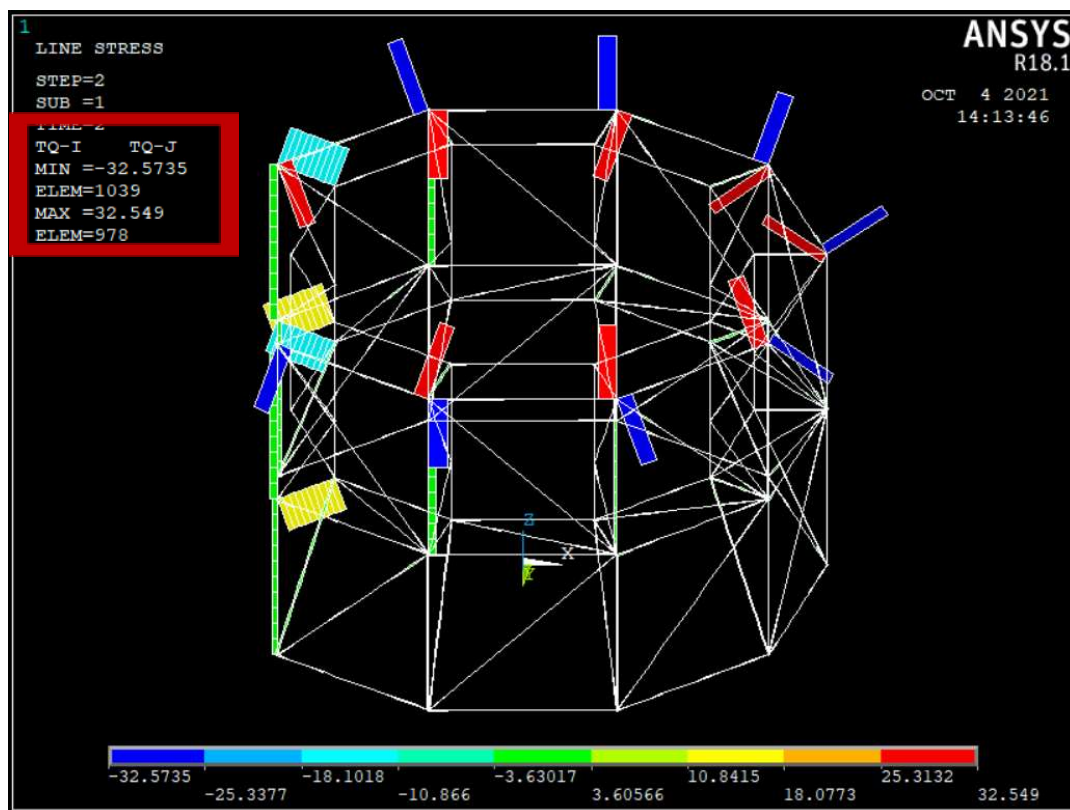 1
LINE STRESS
STEP=2
SUB =1
TIME=2
TQ-I TQ-J
MIN =-32.5735
ELEM=1039
MAX =32.549
ELEM=978
ANSYS
R18.1
OCT 4 2021
14:13:46
Z
X
Y
-32.5735 -18.1018 -3.63017 10.8415 25.3132
-25.3377 -10.866 3.60566 18.0773 32.549